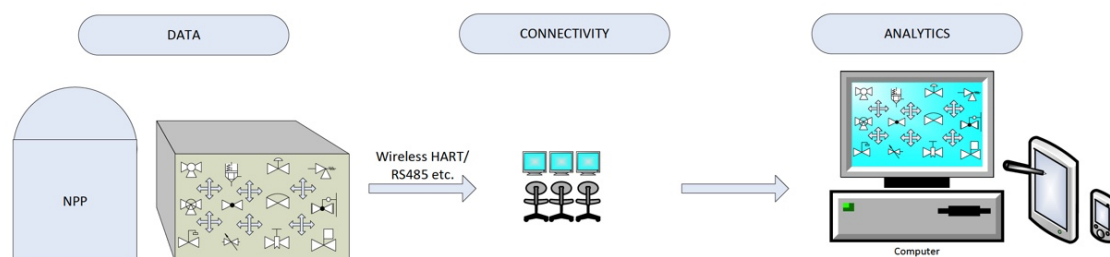 DATA
CONNECTIVITY
ANALYTICS
NPP
Wireless HART/
RS485 etc.
Computer